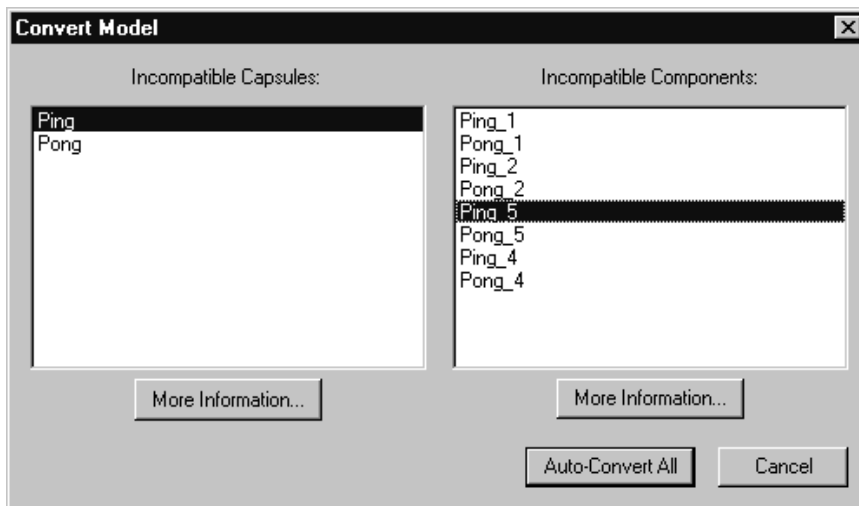 Convert Model
Incompatible Capsules:
Ping
Pong
More Information...
Incompatible Components:
Ping_1
Pong_1
Ping_2
Pong_2
Ping_5
Pong_5
Ping_4
Pong_4
More Information...
Auto-Convert All
Cancel